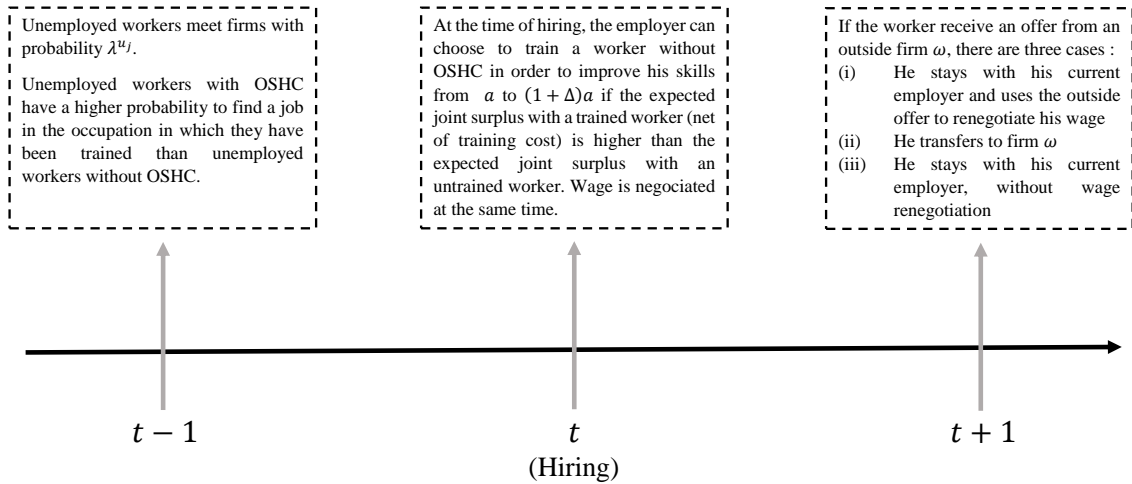 Unemployed workers meet firms with
probability λ^{u_j}.
Unemployed workers with OSHC
have a higher probability to find a job
in the occupation in which they have
been trained than unemployed
workers without OSHC.
At the time of hiring, the employer can
choose to train a worker without
OSHC in order to improve his skills
from a to (1 + Δ)a if the expected
joint surplus with a trained worker (net
of training cost) is higher than the
expected joint surplus with an
untrained worker. Wage is negociated
at the same time.
If the worker receive an offer from an
outside firm ω, there are three cases :
(i) He stays with his current
employer and uses the outside
offer to renegotiate his wage
(ii) He transfers to firm ω
(iii) He stays with his current
employer, without wage
renegotiation
t − 1
t
(Hiring)
t + 1